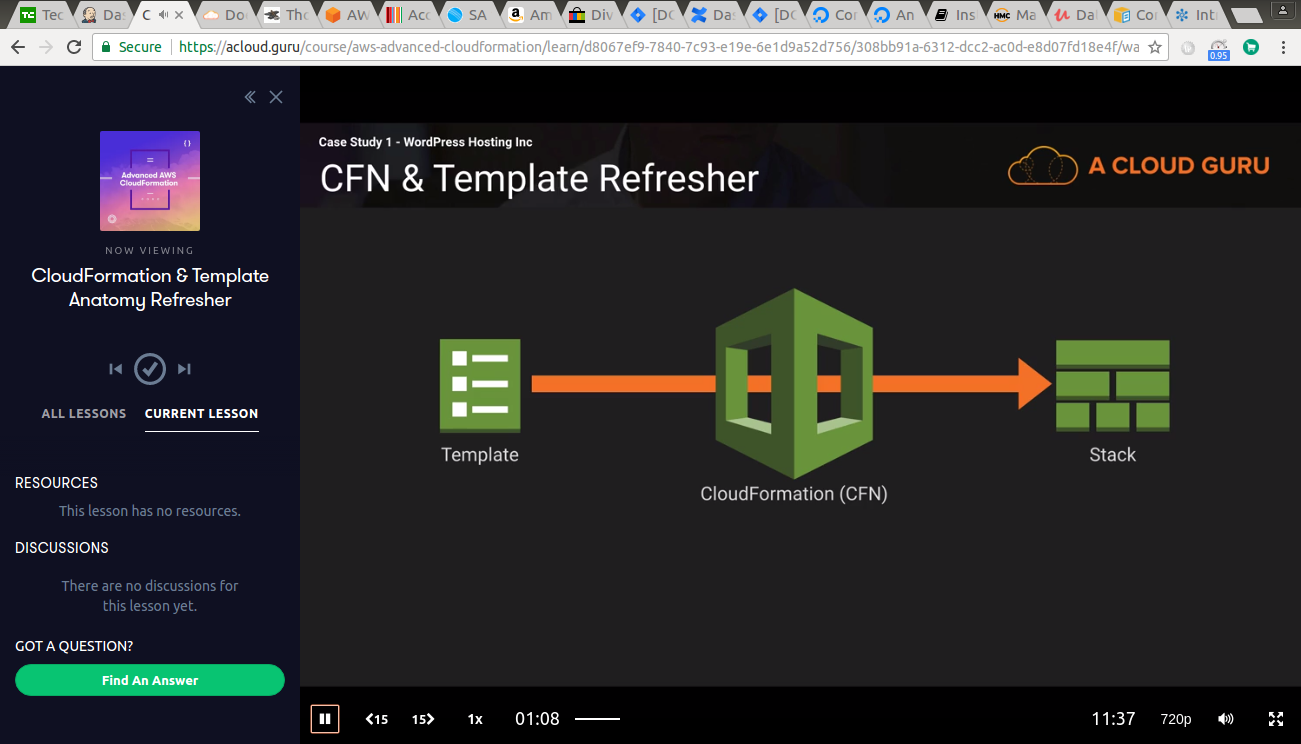 Tec
Das
C
Do
Tho
AW
Acc
SA
a Am
Div
[DC
Das
[DC
Cor
An
Ins
HMC Ma
Da
Co
Int
Secure
https://acloud.guru/course/aws-advanced-cloudformation/learn/d8067ef9-7840-7c93-e19e-6e1d9a52d756/308bb91a-6312-dcc2-ac0d-e8d07fd18e4f/wa
0.95
Advanced AWS
CloudFormation
NOW VIEWING
CloudFormation & Template
Anatomy Refresher
ALL LESSONS
CURRENT LESSON
RESOURCES
This lesson has no resources.
DISCUSSIONS
There are no discussions for
this lesson yet.
GOT A QUESTION?
Find An Answer
Case Study 1 - WordPress Hosting Inc
CFN & Template Refresher
A CLOUD GURU
Template
CloudFormation (CFN)
Stack
15
15
1x
01:08
11:37
720p